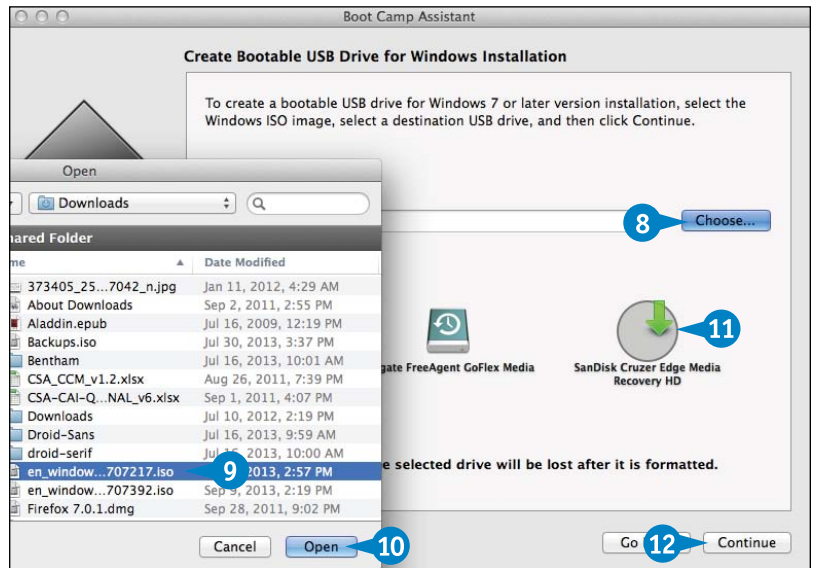 Boot Camp Assistant
Create Bootable USB Drive for Windows Installation
To create a bootable USB drive for Windows 7 or later version installation, select the
Windows ISO image, select a destination USB drive, and then click Continue.
Open
Downloads
8
Choose...
ared Folder
me
Date Modified
373405_25...7042_n.jpg Jan 11, 2012, 4:29 AM
About Downloads Sep 2, 2011, 2:55 PM
Aladdin.epub Jul 16, 2009, 12:19 PM
Backups.iso Jul 30, 2013, 3:37 PM
Bentham Jul 16, 2013, 10:01 AM
CSA_CCM_v1.2.xlsx Aug 26, 2011, 7:39 PM
CSA-CAI-Q...NAL_v6.xlsx Sep 1, 2011, 4:07 PM
Downloads Jul 10, 2012, 2:19 PM
Droid-Sans Jul 16, 2013, 9:59 AM
droid-serif Jul 16, 2013, 10:00 AM
en_window...707217.iso 9 2013, 2:57 PM
en_window...707392.iso Sep 9, 2013, 2:19 PM
Firefox 7.0.1.dmg Sep 28, 2011, 9:02 PM
Cancel
Open
10
11
gate FreeAgent GoFlex Media
SanDisk Cruzer Edge Media
Recovery HD
e selected drive will be lost after it is formatted.
Go
12
Continue